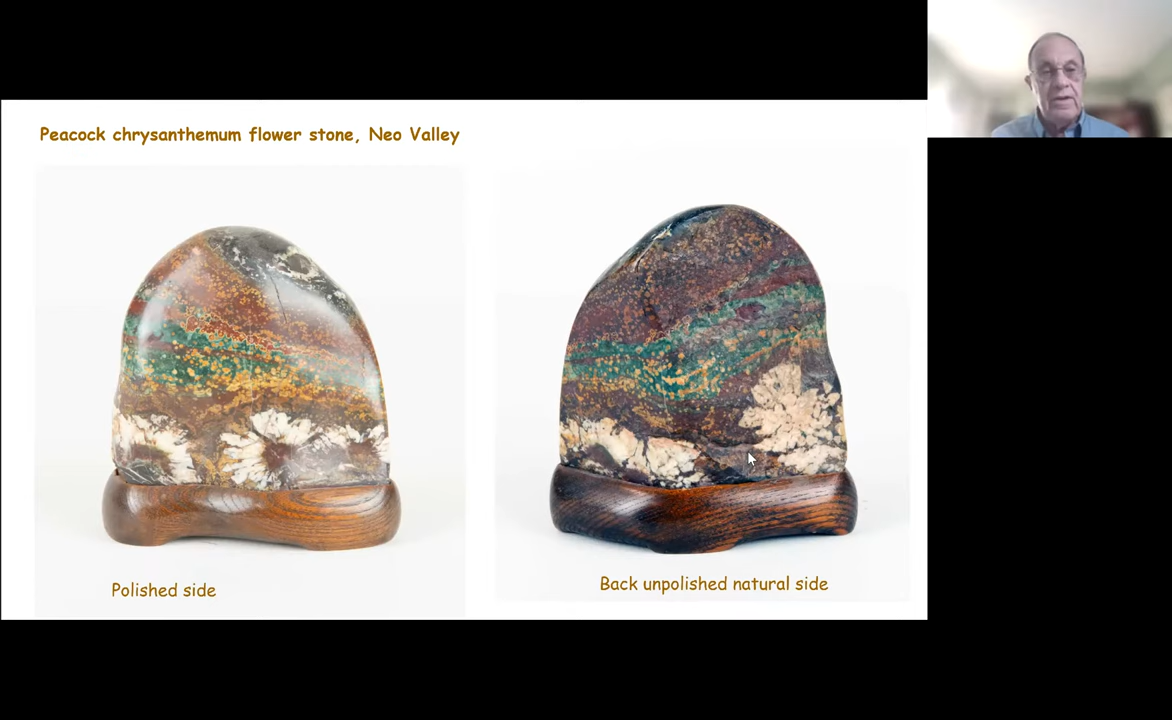 Peacock chrysanthemum flower stone, Neo Valley
Polished side
Back unpolished natural side